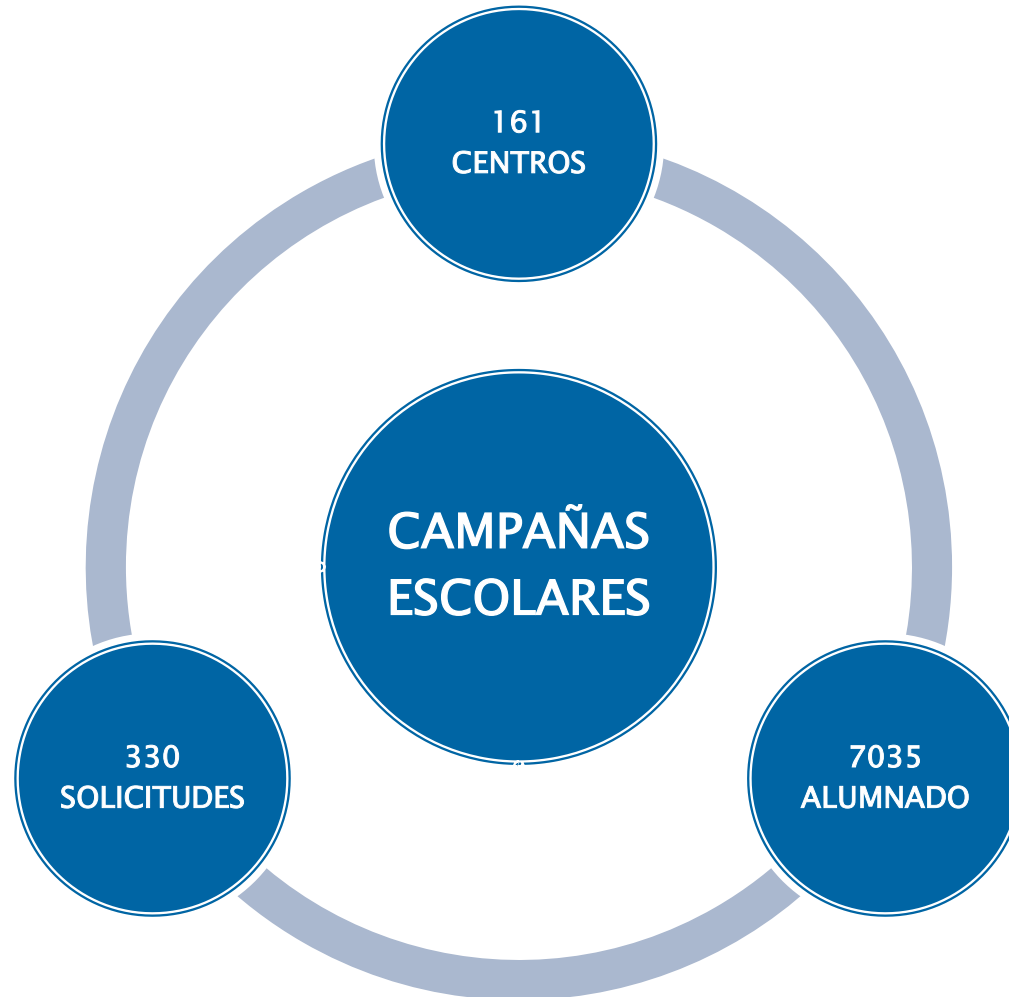 161
CENTROS
CAMPAÑAS
ESCOLARES
330
SOLICITUDES
7035
ALUMNADO